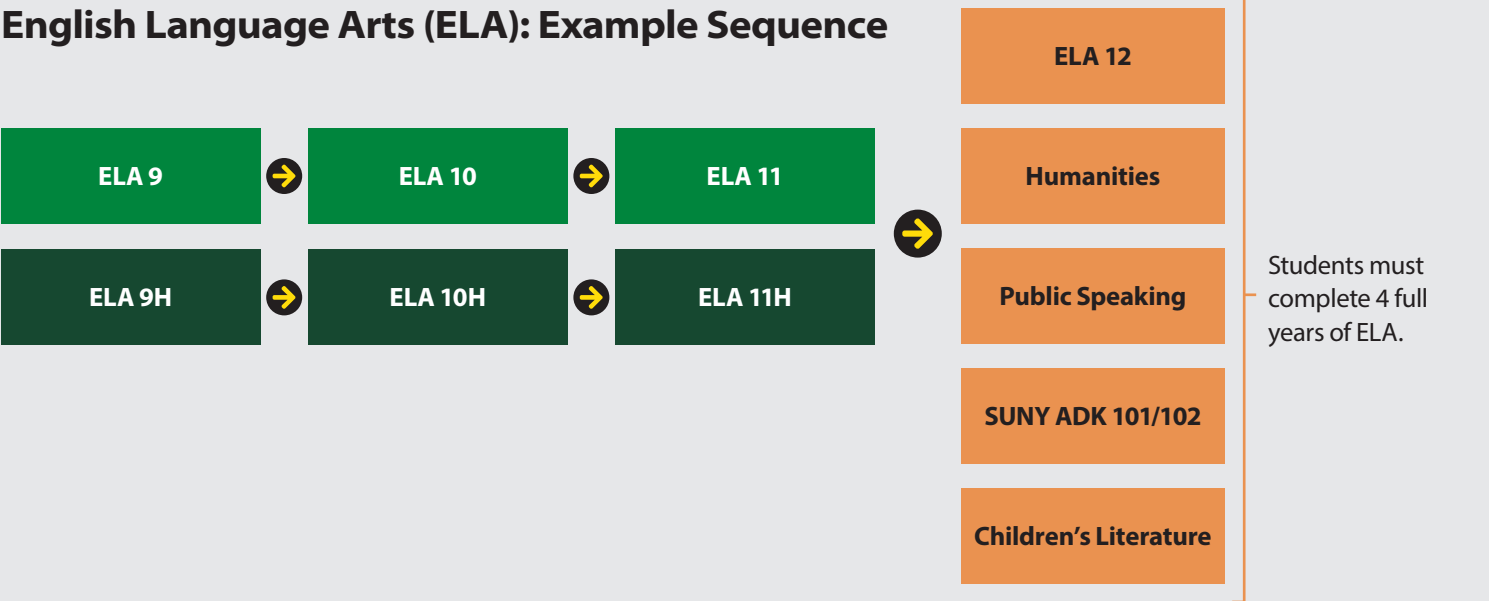 English Language Arts (ELA): Example Sequence
ELA 9
ELA 10
ELA 11
ELA 9H
ELA 10H
ELA 11H
ELA 12
Humanities
Public Speaking
SUNY ADK 101/102
Children’s Literature
Students must
complete 4 full
years of ELA.